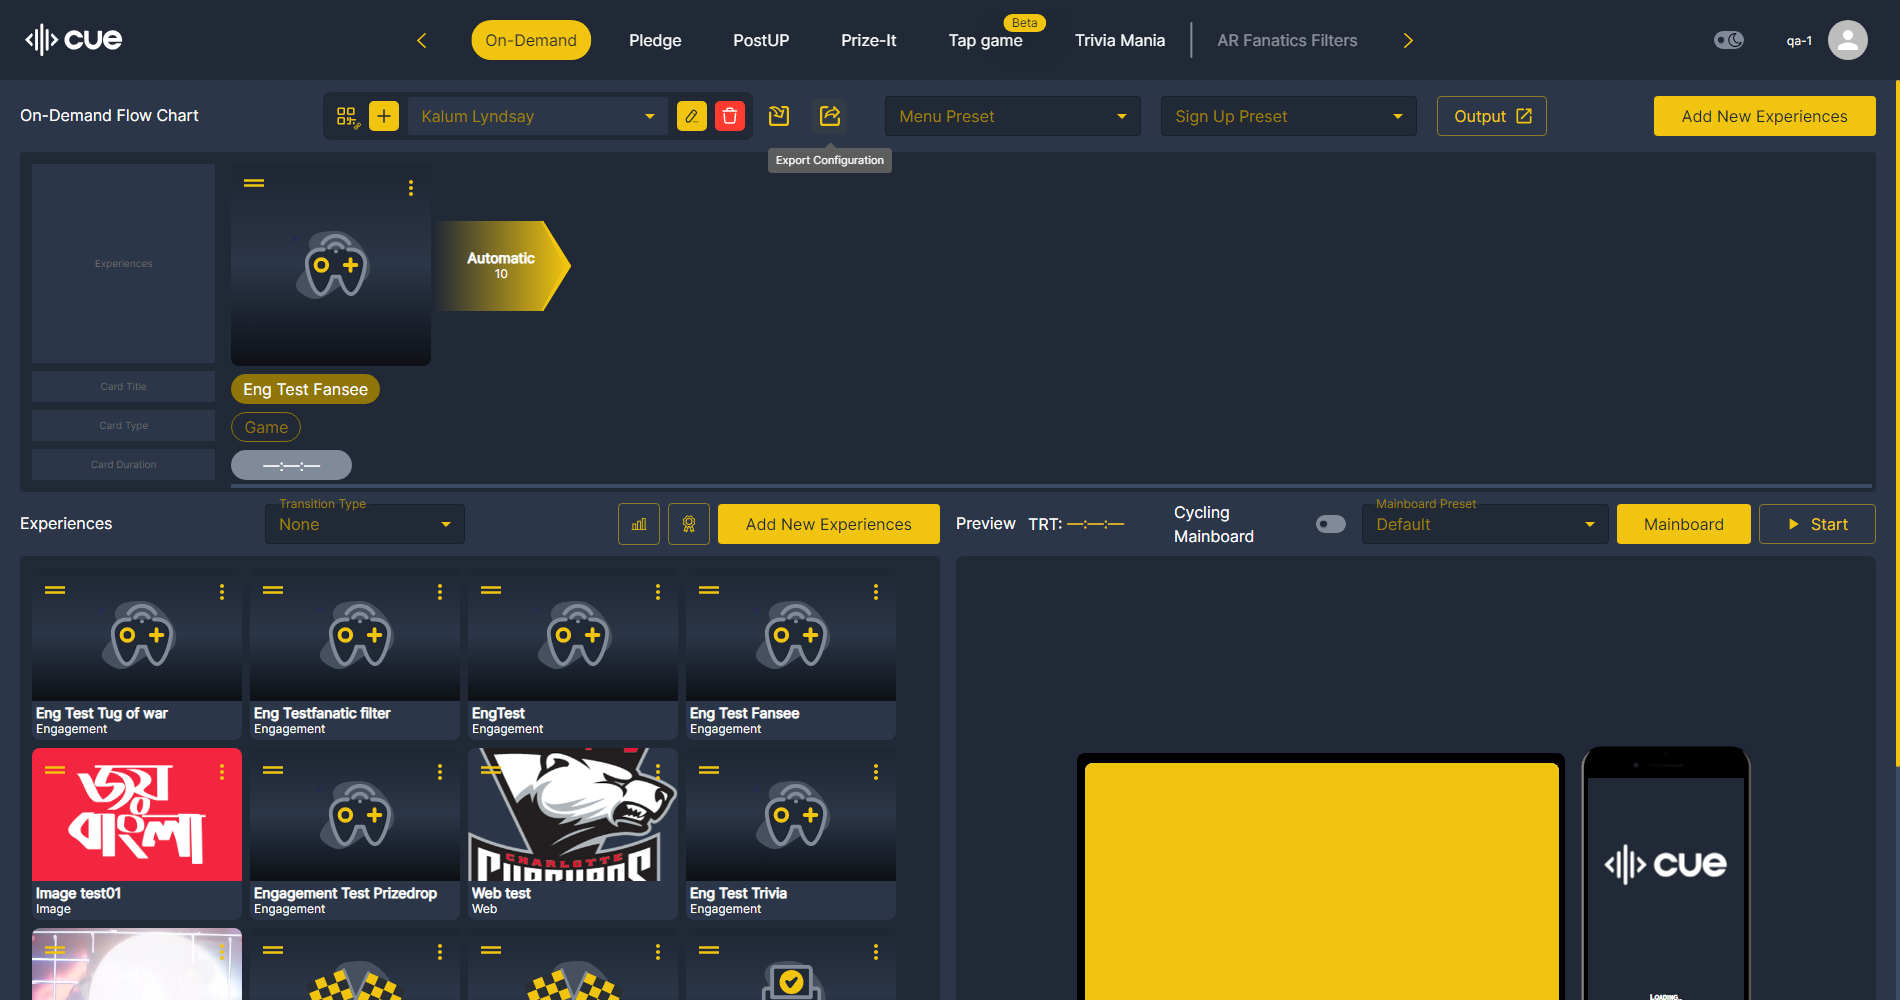 cue
On-Demand
Pledge
PostUP
Prize-It
Tap game
Beta
Trivia Mania
AR Fanatics Filters
qa-1
On-Demand Flow Chart
Kalum Lyndsay
Menu Preset
Sign Up Preset
Output
Add New Experiences
Export Configuration
Experiences
Automatic
10
Card Title
Eng Test Fansee
Card Type
Game
Card Duration
—:—:—
Experiences
Transition Type
None
Add New Experiences
Preview
TRT: —:—:—
Cycling
Mainboard
Mainboard Preset
Default
Mainboard
Start
Eng Test Tug of war
Engagement
Eng Testfanatic filter
Engagement
EngTest
Engagement
Eng Test Fansee
Engagement
জয়
বাংলা
Image test01
Image
Engagement Test Prizedrop
Engagement
CHARLOTTE
Web test
Web
Eng Test Trivia
Engagement
cue
LOADING...